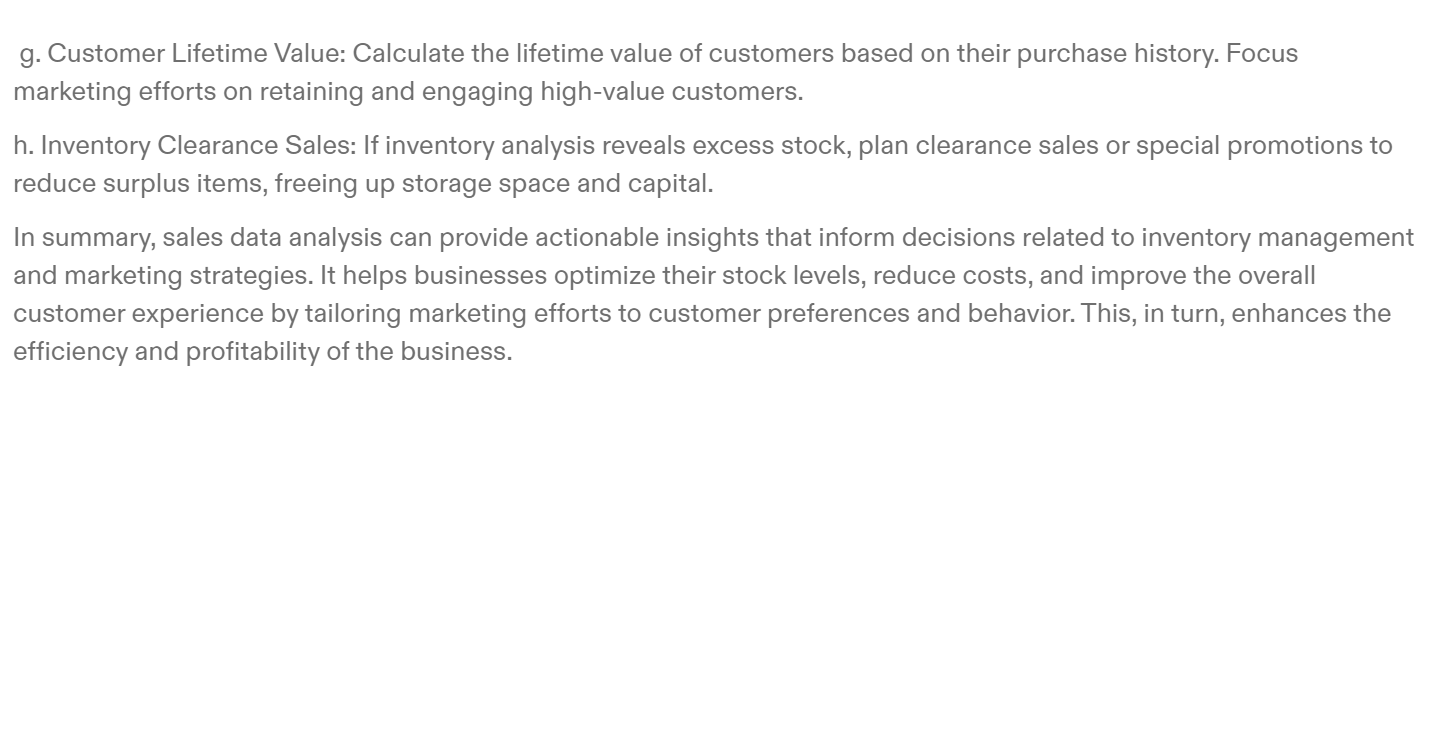 g. Customer Lifetime Value: Calculate the lifetime value of customers based on their purchase history. Focus
marketing efforts on retaining and engaging high-value customers.
h. Inventory Clearance Sales: If inventory analysis reveals excess stock, plan clearance sales or special promotions to
reduce surplus items, freeing up storage space and capital.
In summary, sales data analysis can provide actionable insights that inform decisions related to inventory management
and marketing strategies. It helps businesses optimize their stock levels, reduce costs, and improve the overall
customer experience by tailoring marketing efforts to customer preferences and behavior. This, in turn, enhances the
efficiency and profitability of the business.